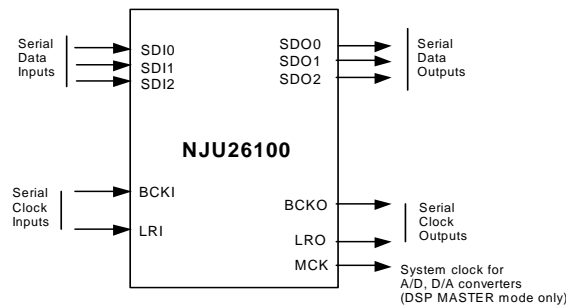 Serial
Data
Inputs
SDI0
SDI1
SDI2
SDO0
SDO1
SDO2
Serial
Data
Outputs
NJU26100
Serial
Clock
Inputs
BCKI
LRI
BCKO
LRO
MCK
Serial
Clock
Outputs
System clock for
A/D, D/A converters
(DSP MASTER mode only)